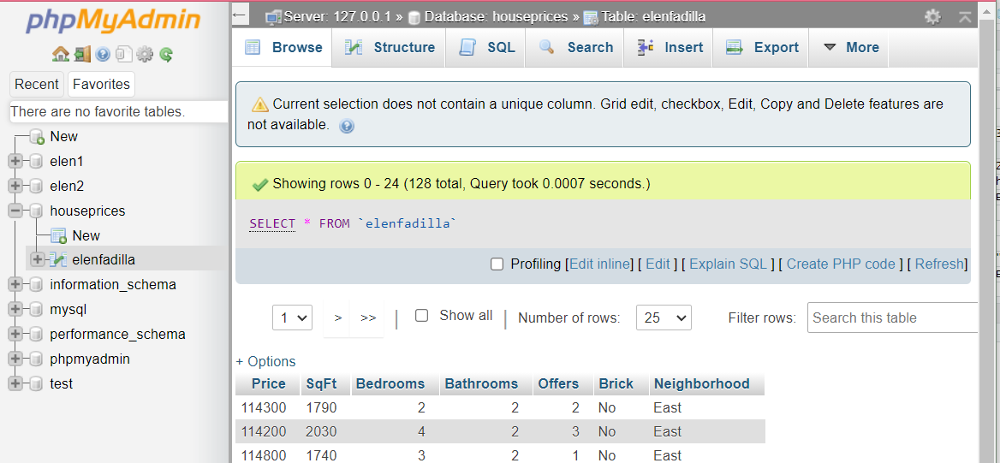 phpMyAdmin
Recent Favorites
There are no favorite tables.
New
elen1
elen2
houseprices
New
elenfadilla
information_schema
mysql
performance_schema
phpmyadmin
test
Server: 127.0.0.1 » Database: houseprices » Table: elenfadilla
Browse Structure SQL Search Insert Export More
Current selection does not contain a unique column. Grid edit, checkbox, Edit, Copy and Delete features are
not available.
Showing rows 0 - 24 (128 total, Query took 0.0007 seconds.)
SELECT * FROM `elenfadilla`
Profiling [Edit inline] [ Edit ] [ Explain SQL ] [ Create PHP code ] [ Refresh]
1 > >> | Show all | Number of rows: 25 Filter rows: Search this table
+ Options
Price SqFt Bedrooms Bathrooms Offers Brick Neighborhood
114300 1790 2 2 2 No East
114200 2030 4 2 3 No East
114800 1740 3 2 1 No East